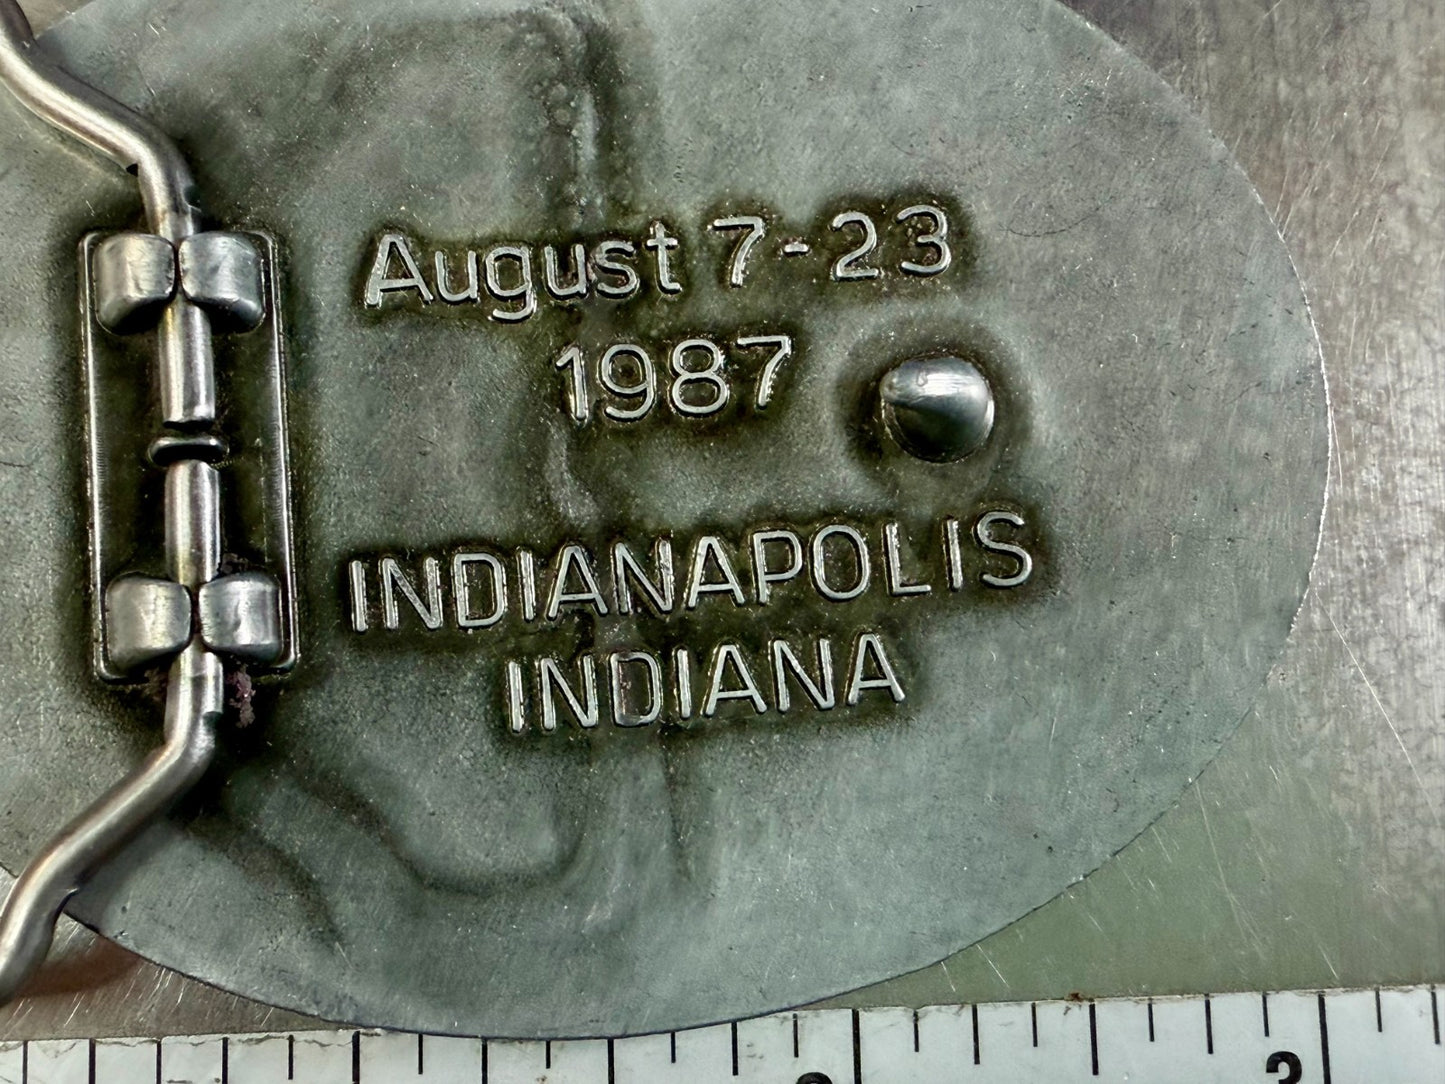 August 7-23
1987
INDIANAPOLIS
INDIANA